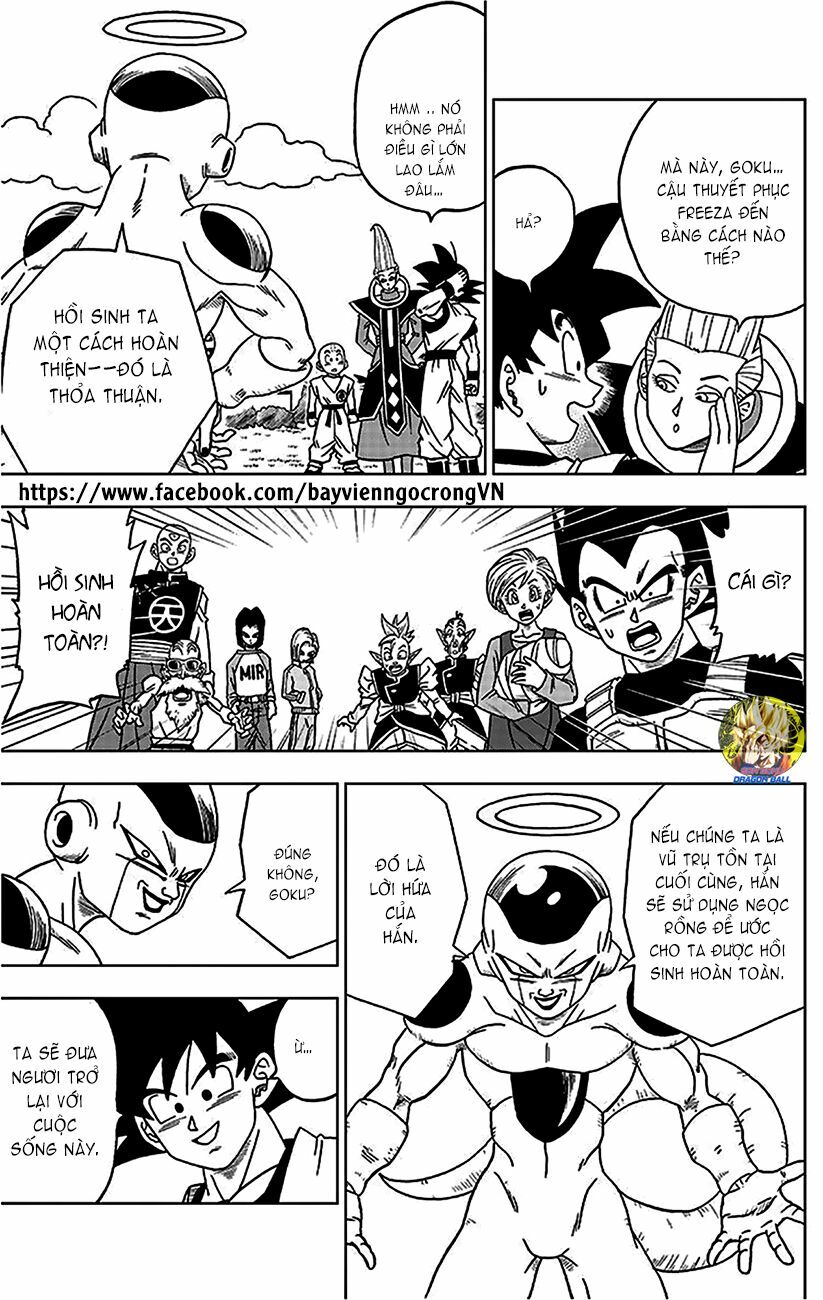 MÀ NÀY, GOKU...
CẬU THUYẾT PHỤC
FREEZA ĐẾN
BẰNG CÁCH NÀO
THẾ?
HẢ?
HMM .. NÓ
KHÔNG PHẢI
ĐIỀU GÌ LỚN
LAO LẮM
ĐÂU...
HỒI SINH TA
MỘT CÁCH HOÀN
THIỆN--ĐÓ LÀ
THỎA THUẬN.
https://www.facebook.com/bayvienngocrongVN
CÁI GÌ?
HỒI SINH
HOÀN
TOÀN?!
天
MIR
DRAGON BALL
NẾU CHÚNG TA LÀ
VŨ TRỤ TỒN TẠI
CUỐI CÙNG, HẮN
SẼ SỬ DỤNG NGỌC
RỒNG ĐỂ ƯỚC
CHO TA ĐƯỢC HỒI
SINH HOÀN TOÀN.
ĐÓ LÀ
LỜI HỨA
CỦA
HẮN.
ĐÚNG
KHÔNG,
GOKU?
Ừ...
TA SẼ ĐƯA
NGƯƠI TRỞ
LẠI VỚI
CUỘC
SỐNG NÀY.